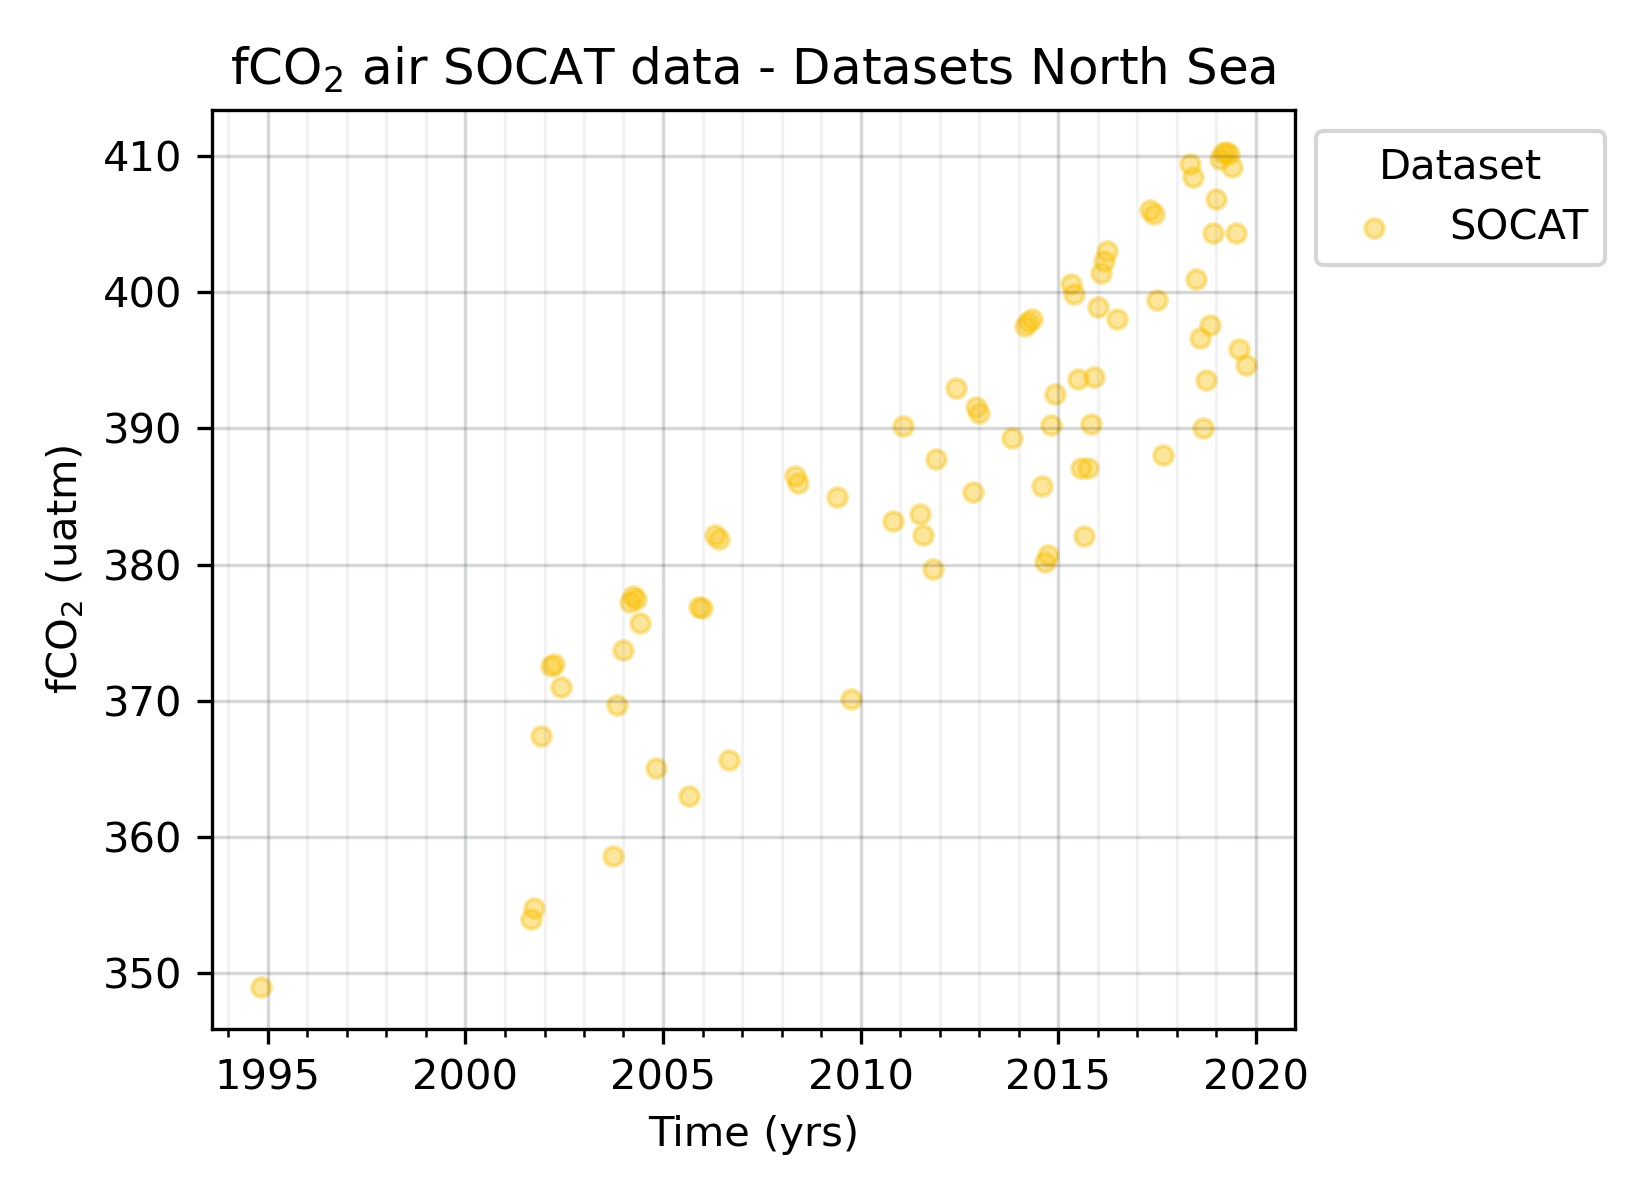 fCO₂ air SOCAT data - Datasets North Sea
Dataset
SOCAT
410
400
390
380
370
360
350
fCO₂ (uatm)
1995 2000 2005 2010 2015 2020
Time (yrs)